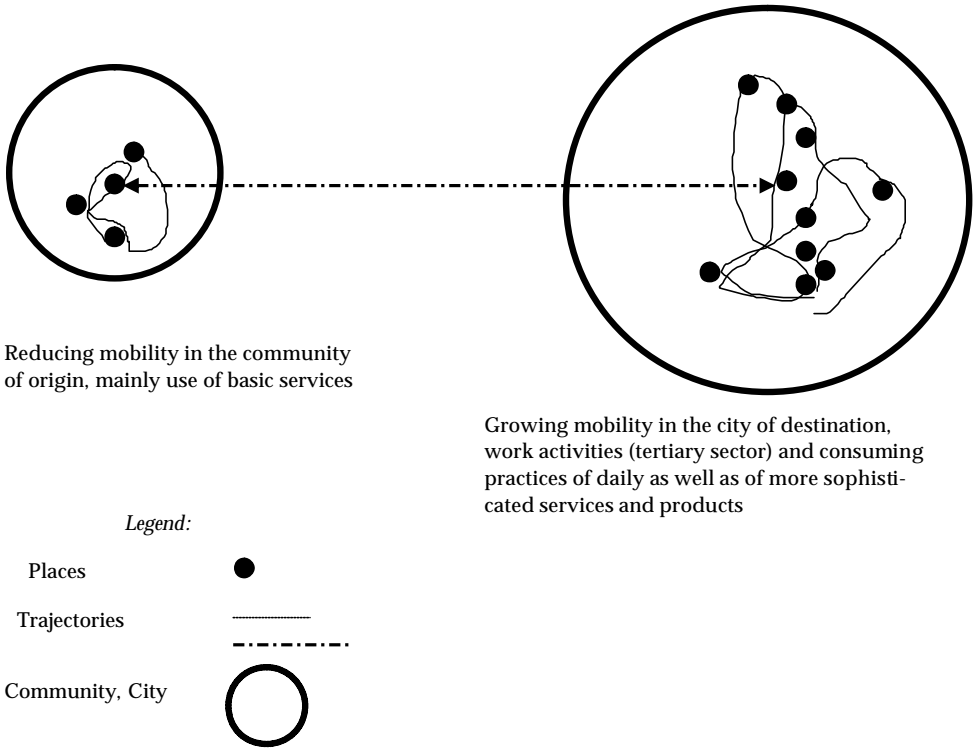 Reducing mobility in the community
of origin, mainly use of basic services
Growing mobility in the city of destination,
work activities (tertiary sector) and consuming
practices of daily as well as of more sophisti-
cated services and products
Legend:
Places
Trajectories
Community, City